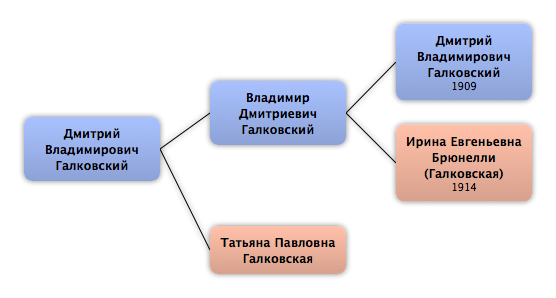 Дмитрий
Владимирович
Галковский
1909
Владимир
Дмитриевич
Галковский
Дмитрий
Владимирович
Галковский
Ирина Евгеньевна
Брюнелли
(Галковская)
1914
Татьяна Павловна
Галковская